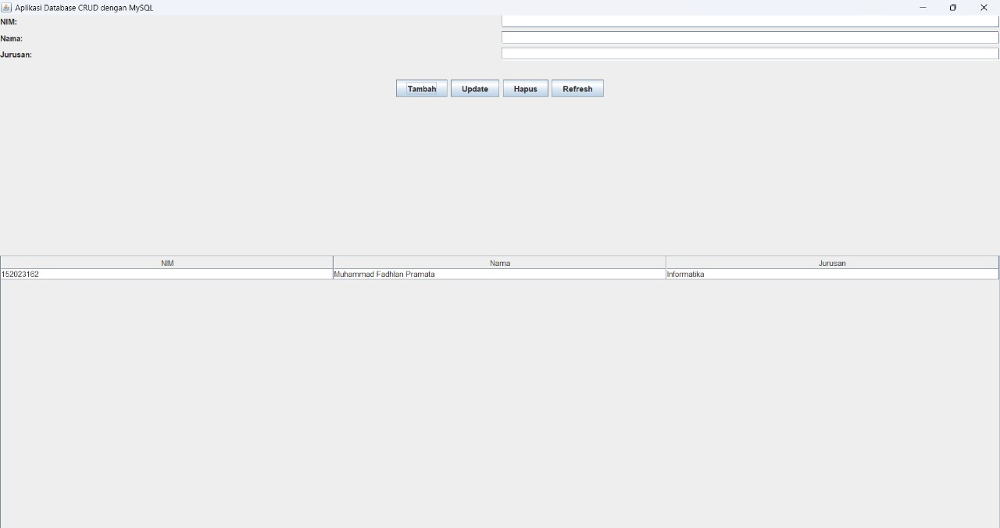 Aplikasi Database CRUD dengan MySQL
NIM:
Nama:
Jurusan:
Tambah Update Hapus Refresh
NIM Nama Jurusan
152023162 Muhammad Fadhlan Pramata Informatika